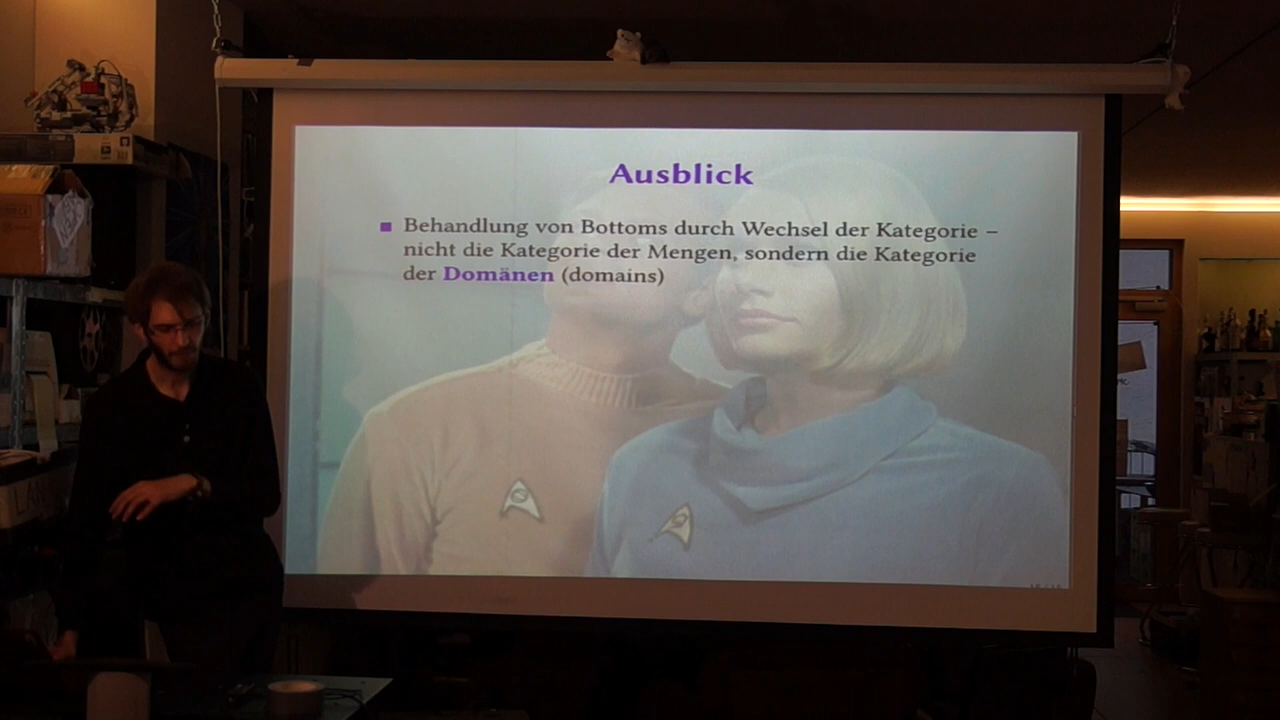 Ausblick
Behandlung von Bottoms durch Wechsel der Kategorie –
nicht die Kategorie der Mengen, sondern die Kategorie
der Domänen (domains)